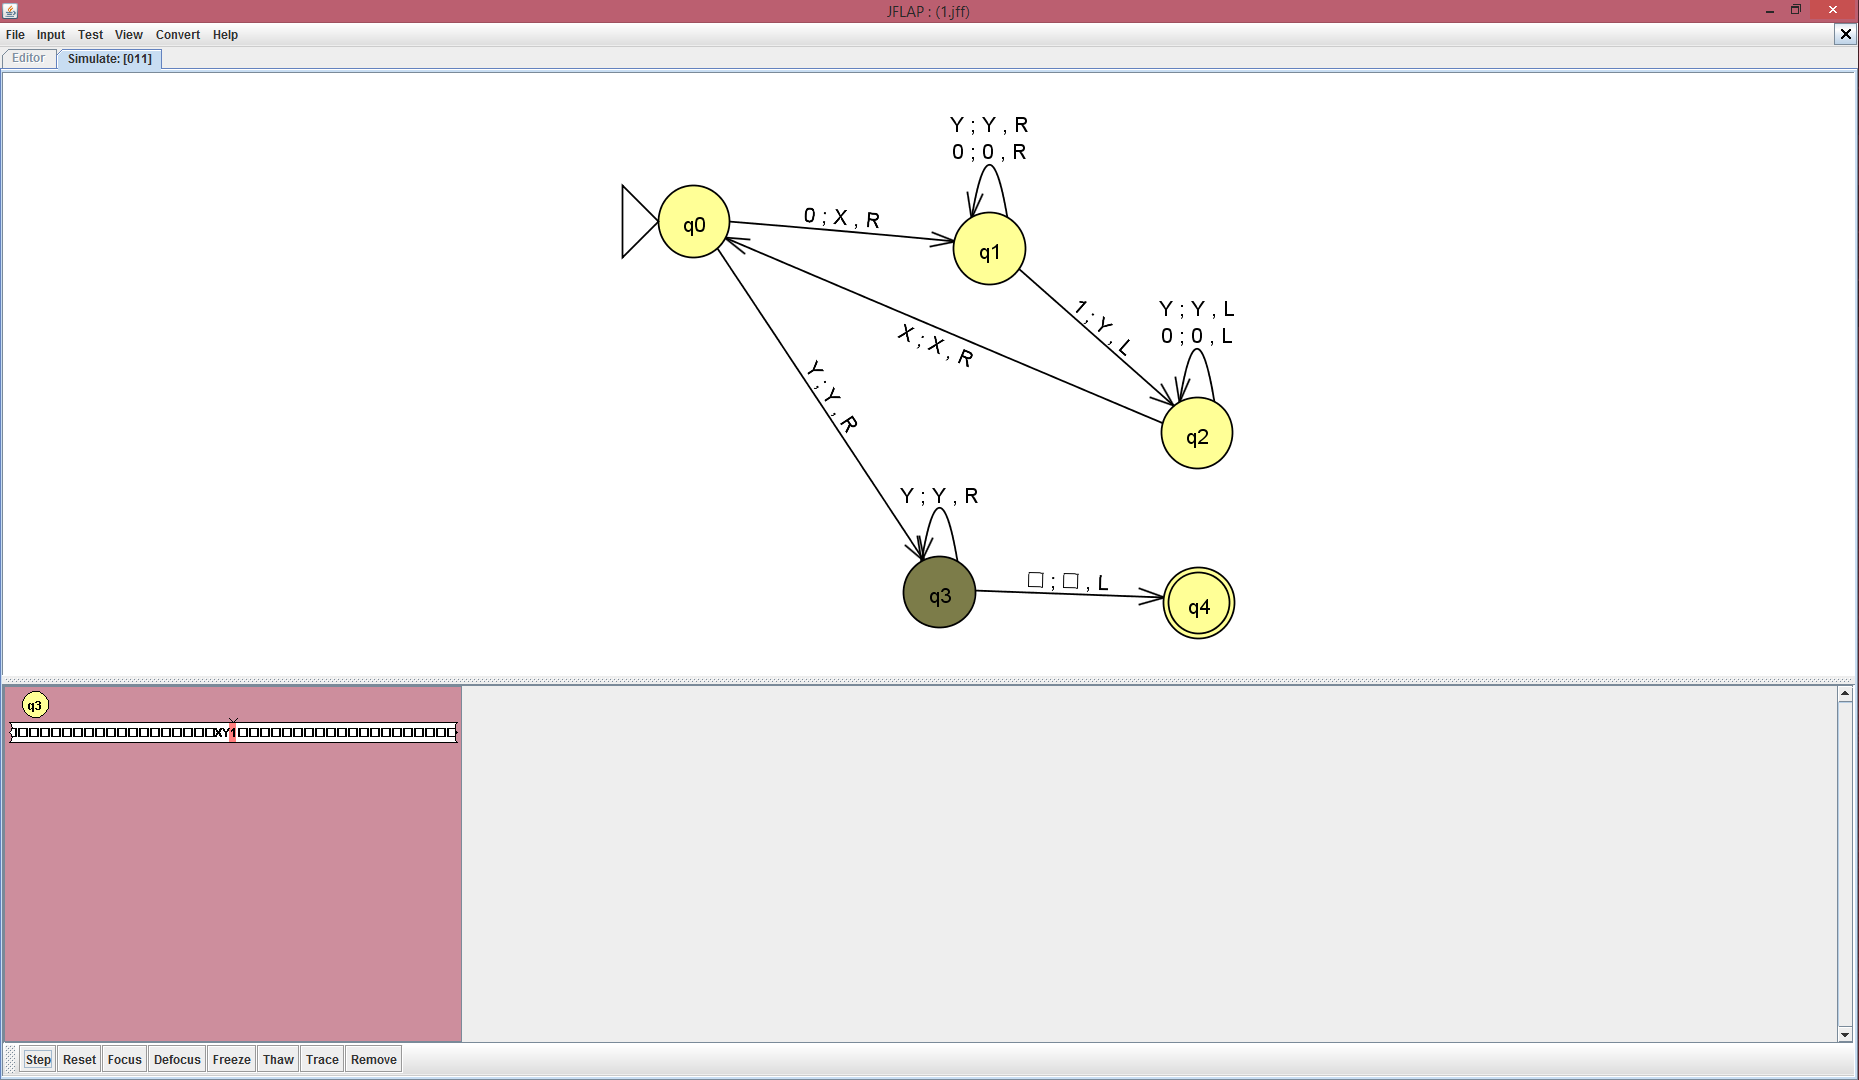 JFLAP : (1.jff)
File Input Test View Convert Help
Editor Simulate: [011]
Y ; Y , R
0 ; 0 , R
q0
0 ; X , R
q1
1 ; Y , L
Y ; Y , L
0 ; 0 , L
X ; X , R
q2
Y ; Y , R
Y ; Y , R
q3
□ ; □ , L
q4
q3
XY1
Step Reset Focus Defocus Freeze Thaw Trace Remove